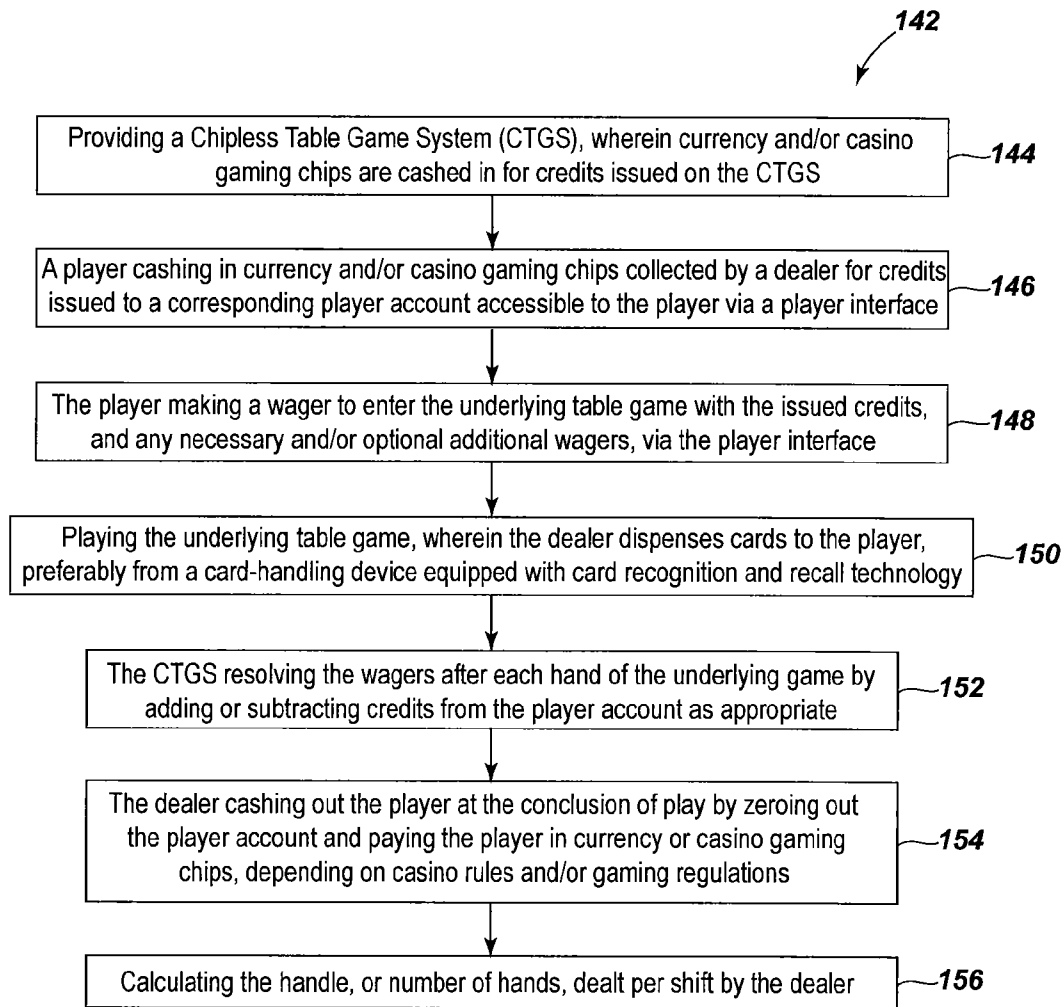 142
Providing a Chipless Table Game System (CTGS), wherein currency and/or casino
gaming chips are cashed in for credits issued on the CTGS
144
A player cashing in currency and/or casino gaming chips collected by a dealer for credits
issued to a corresponding player account accessible to the player via a player interface
146
The player making a wager to enter the underlying table game with the issued credits,
and any necessary and/or optional additional wagers, via the player interface
148
Playing the underlying table game, wherein the dealer dispenses cards to the player,
preferably from a card-handling device equipped with card recognition and recall technology
150
The CTGS resolving the wagers after each hand of the underlying game by
adding or subtracting credits from the player account as appropriate
152
The dealer cashing out the player at the conclusion of play by zeroing out
the player account and paying the player in currency or casino gaming
chips, depending on casino rules and/or gaming regulations
154
Calculating the handle, or number of hands, dealt per shift by the dealer
156